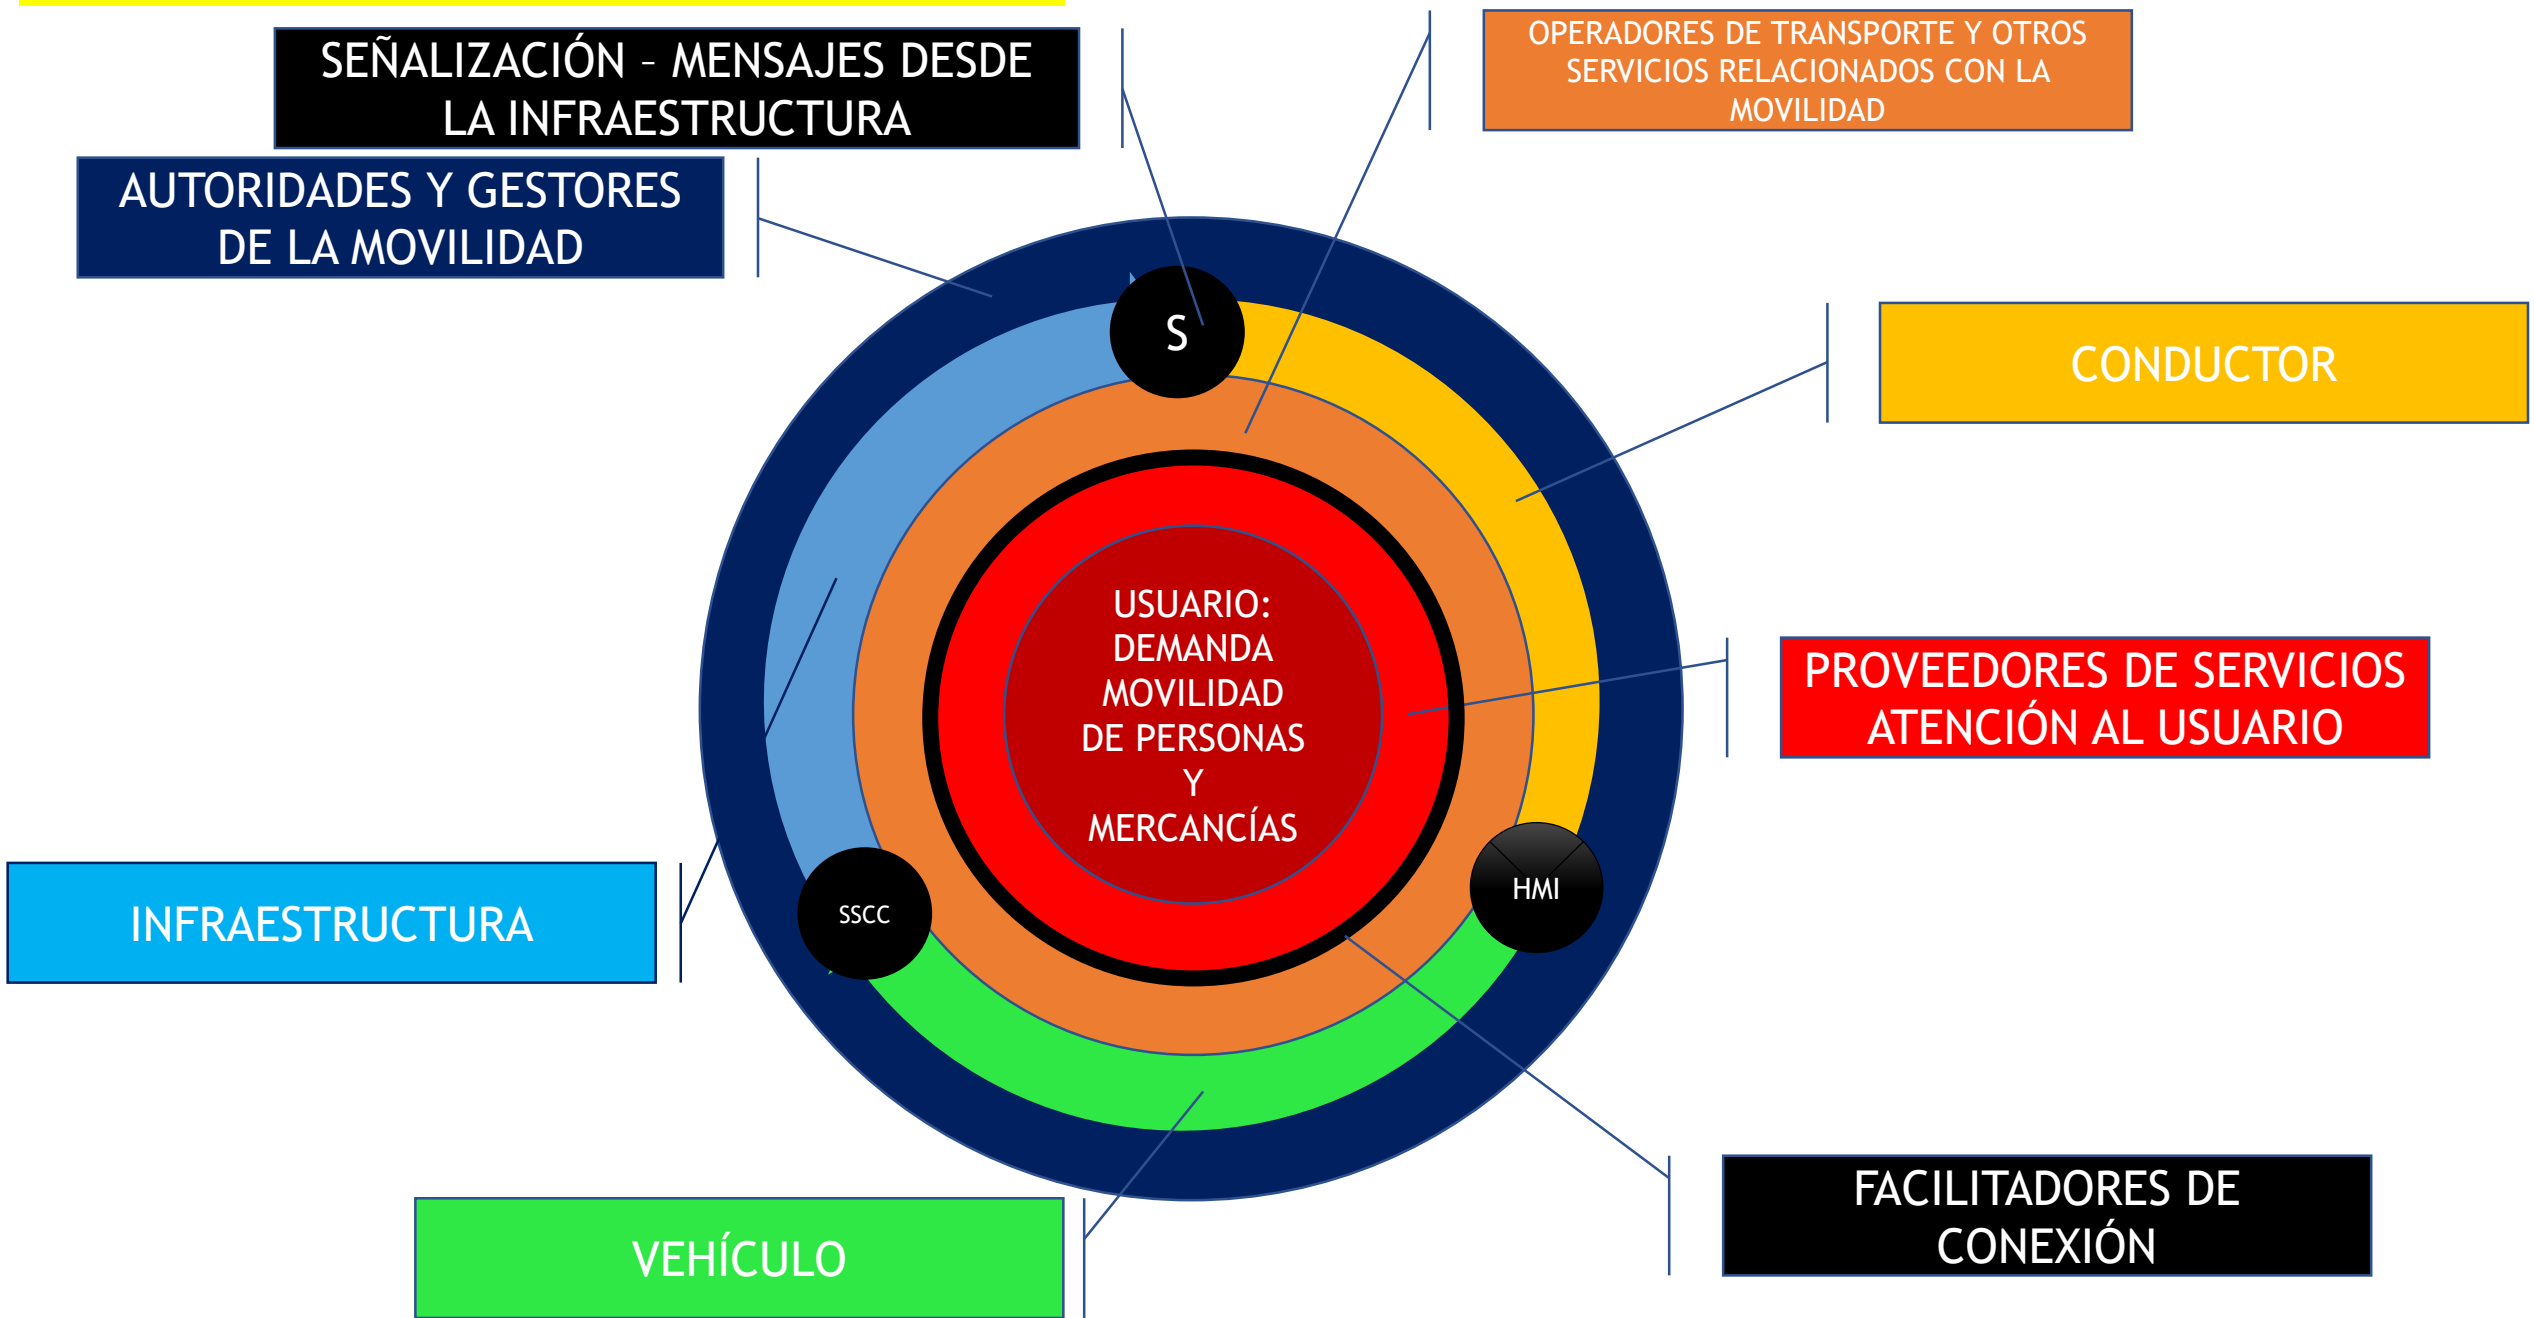 OPERADORES DE TRANSPORTE Y OTROS
SERVICIOS RELACIONADOS CON LA
MOVILIDAD
SEÑALIZACIÓN – MENSAJES DESDE
LA INFRAESTRUCTURA
AUTORIDADES Y GESTORES
DE LA MOVILIDAD
S
CONDUCTOR
USUARIO:
DEMANDA
MOVILIDAD
DE PERSONAS
Y
MERCANCÍAS
PROVEEDORES DE SERVICIOS
ATENCIÓN AL USUARIO
HMI
SSCC
INFRAESTRUCTURA
FACILITADORES DE
CONEXIÓN
VEHÍCULO